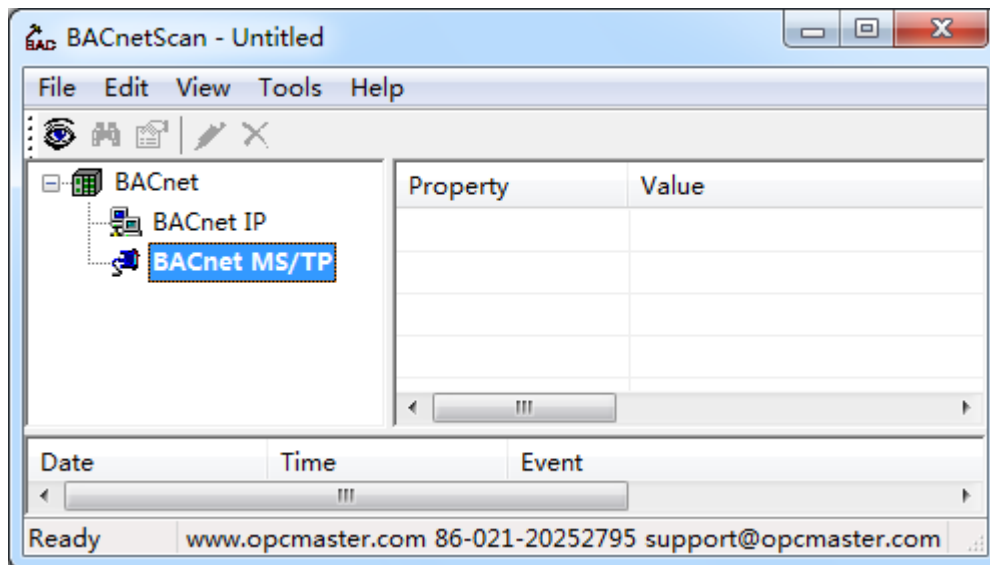 BACnetScan - Untitled
File Edit View Tools Help
BACnet
BACnet IP
BACnet MS/TP
Property Value
Date Time Event
Ready www.opcmaster.com 86-021-20252795 support@opcmaster.com